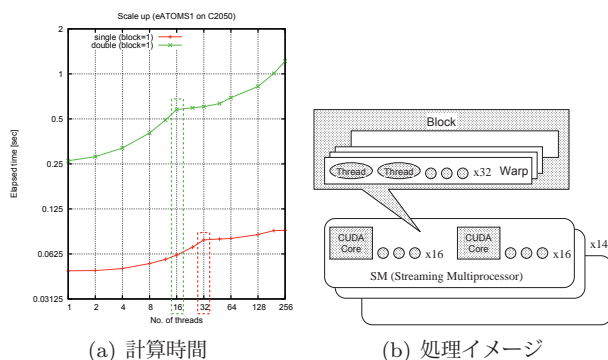 Scale up (eATOMS1 on C2050)
single (block=1)
double (block=1)
Elapsed time [sec]
2
1
0.5
0.25
0.125
0.0625
0.03125
1 2 4 8 16 32 64 128 256
No. of threads
(a) 計算時間
Block
Thread Thread x32 Warp
CUDA Core x16 CUDA Core x16 x14
SM (Streaming Multiprocessor)
(b) 処理イメージ